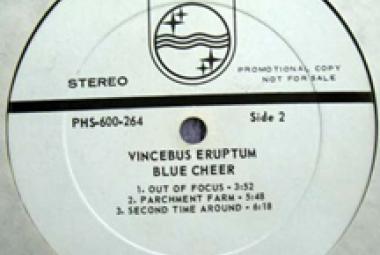 STEREO
PROMOTIONAL COPY
NOT FOR SALE
PHS-600-264
Side 2
VINCEBUS ERUPTUM
BLUE CHEER
1. OUT OF FOCUS • 3:52
2. PARCHMENT FARM • 5:48
3. SECOND TIME AROUND • 6:18